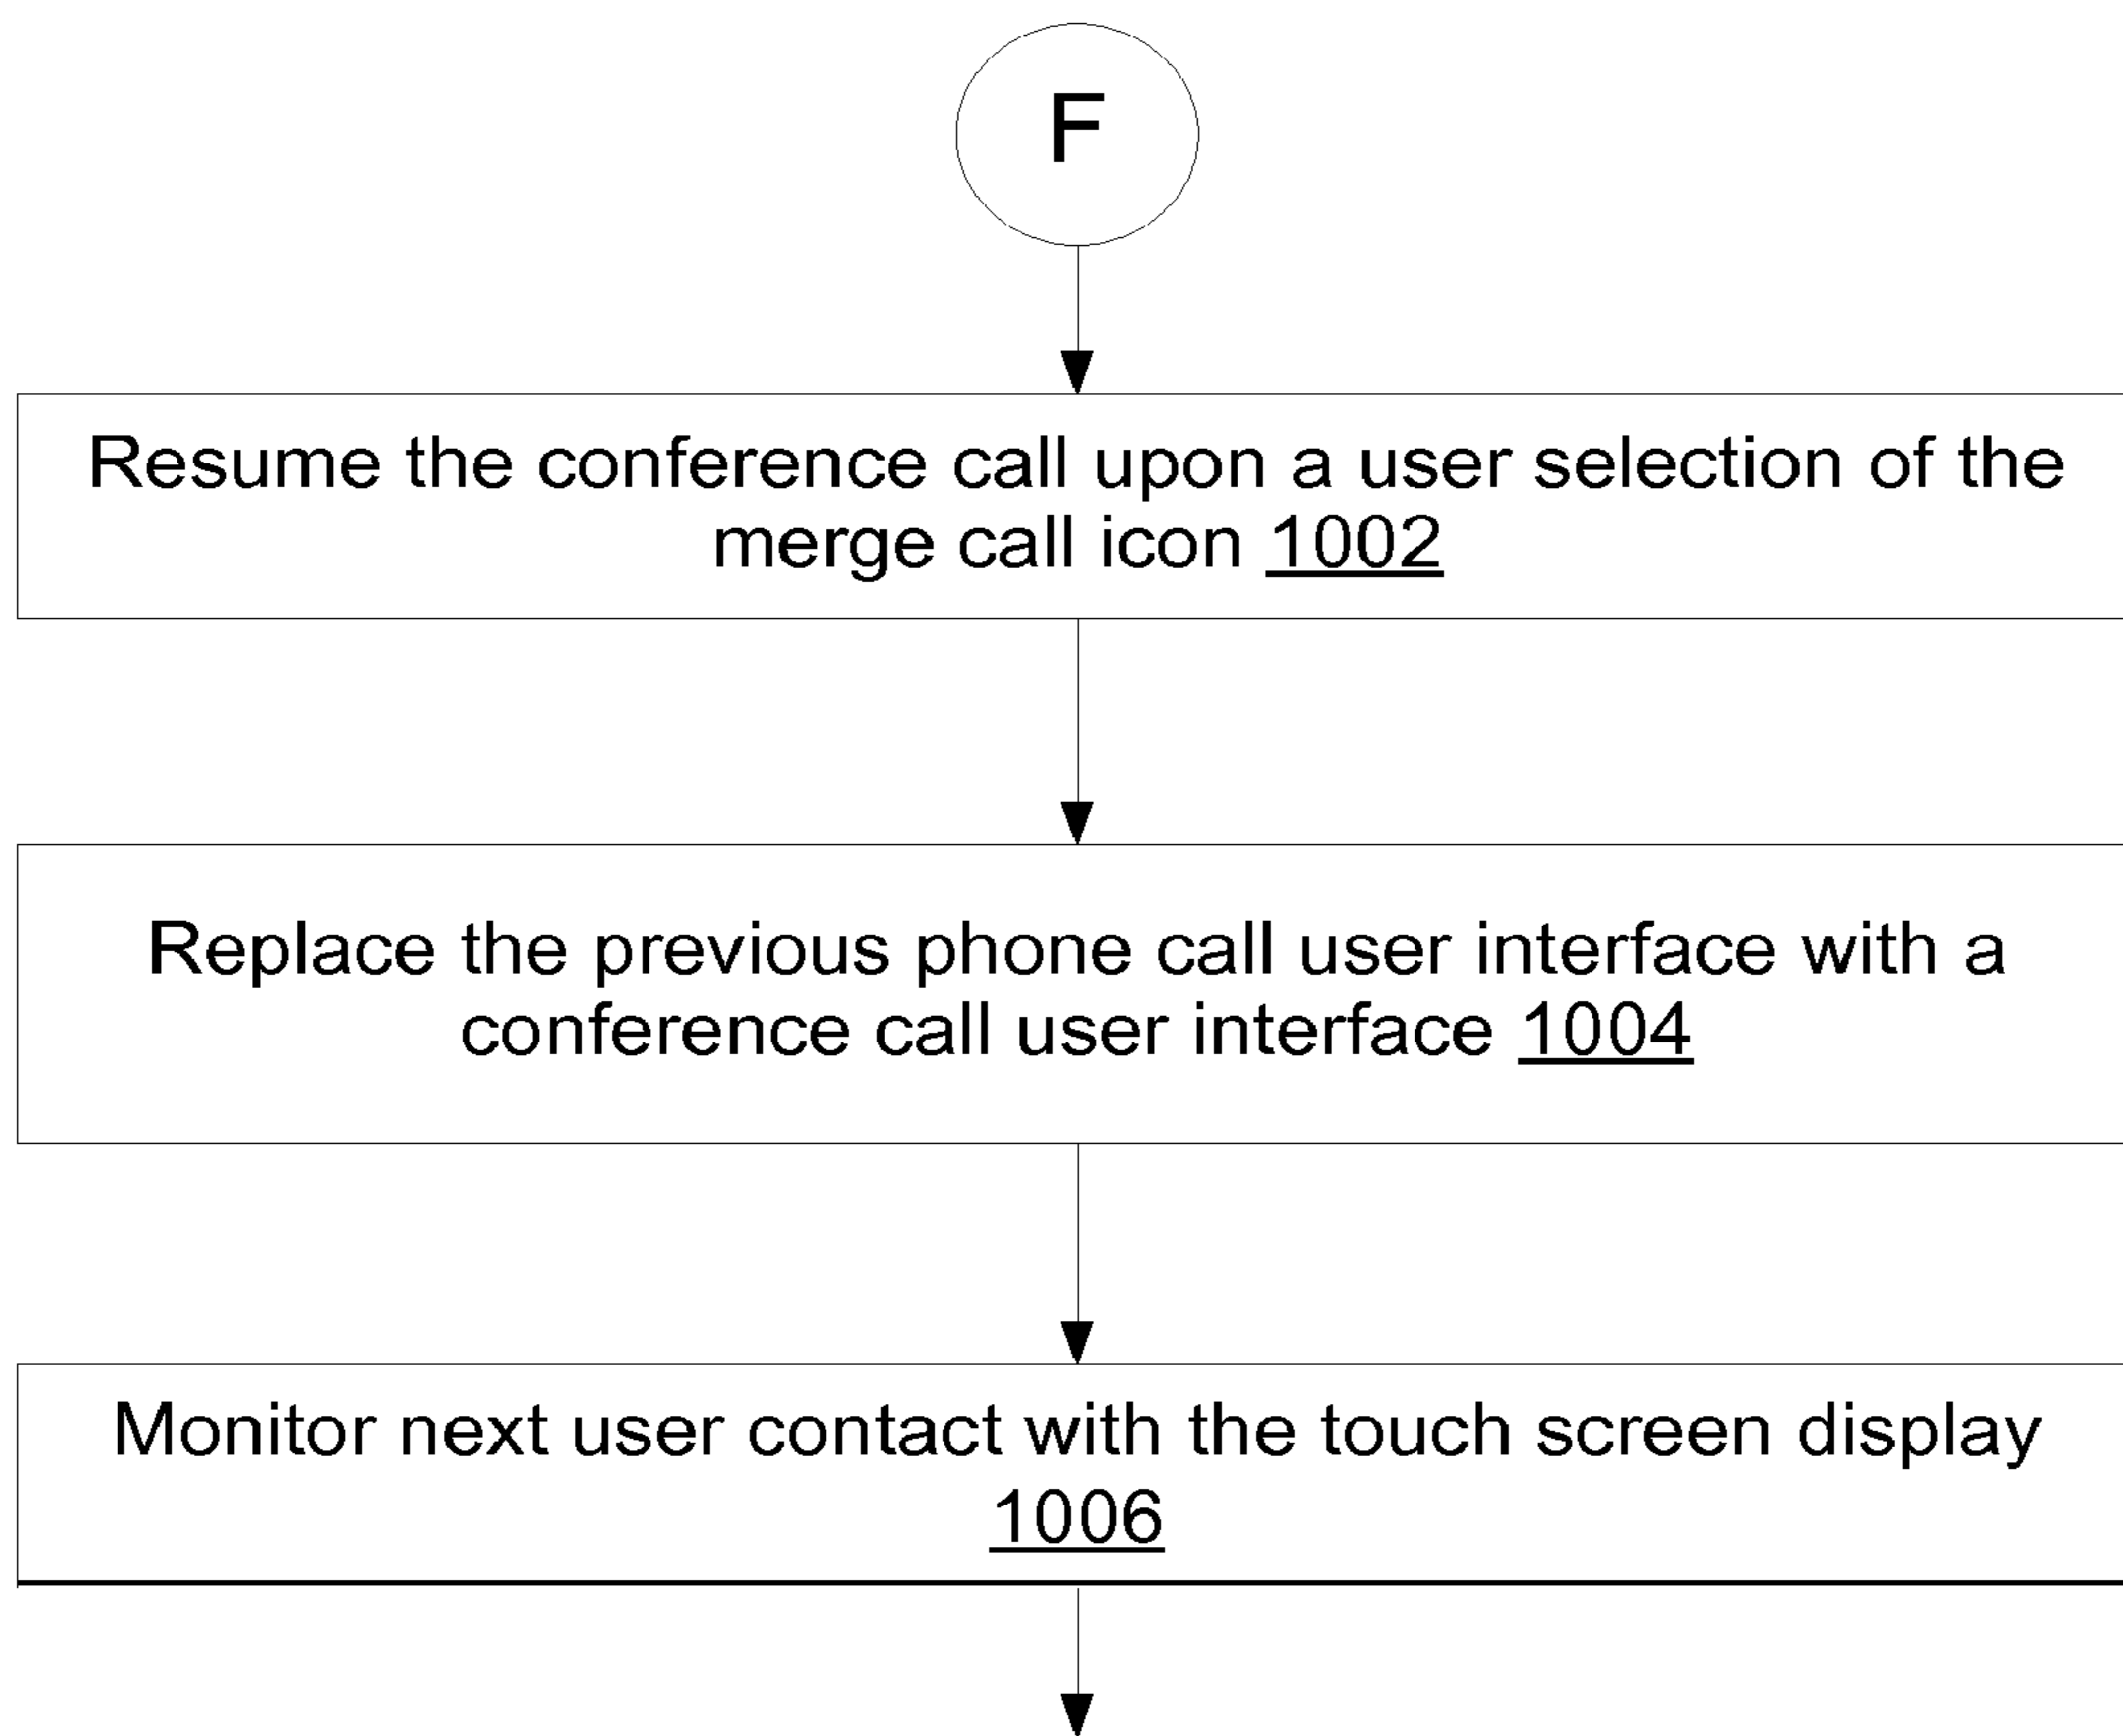 F
Resume the conference call upon a user selection of the
merge call icon 1002
Replace the previous phone call user interface with a
conference call user interface 1004
Monitor next user contact with the touch screen display
1006